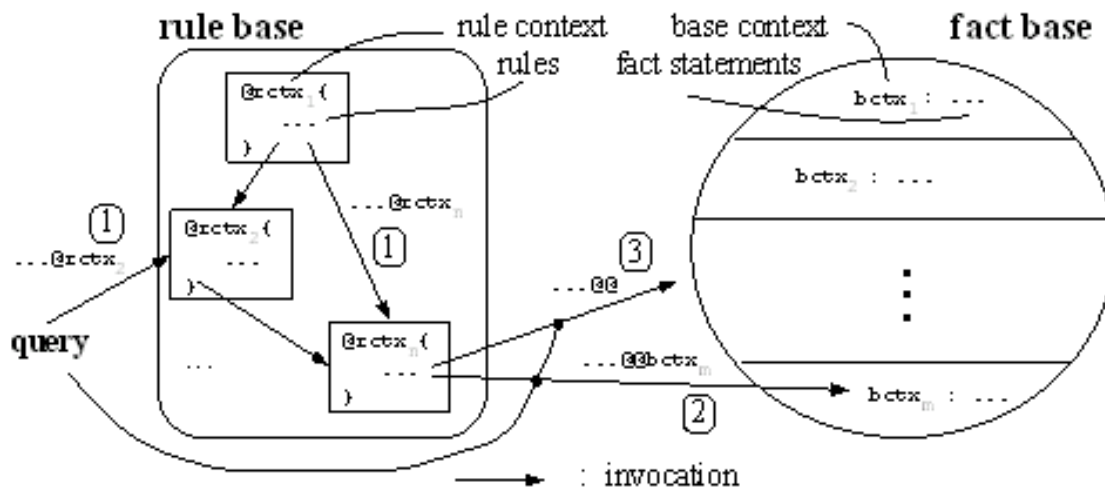 rule base
rule context
base context
fact base
rules
fact statements
@rctx₁{
...
}
bctx₁ : ...
bctx₂ : ...
...@rctxₙ
1
@rctx₂{
...
}
1
...@rctx₂
3
...@@
query
@rctxₙ{
...
}
...
...@@bctxₘ
2
bctxₘ : ...
: invocation